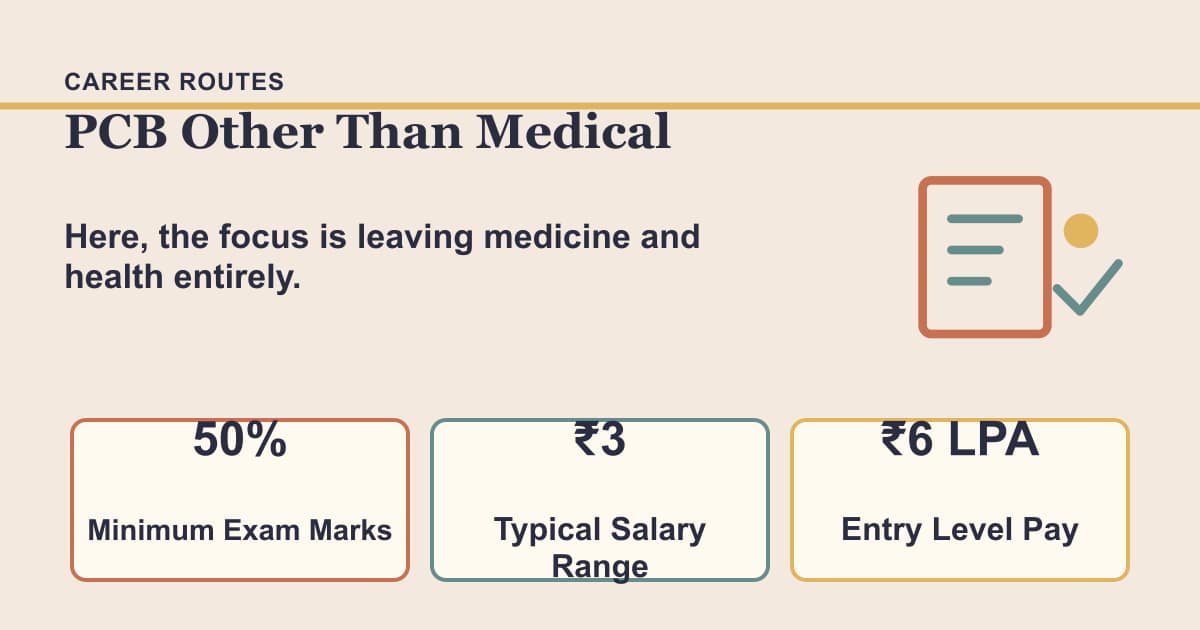 CAREER ROUTES
PCB Other Than Medical
Here, the focus is leaving medicine and
health entirely.
50%
Minimum Exam Marks
₹3
Typical Salary
Range
₹6 LPA
Entry Level Pay